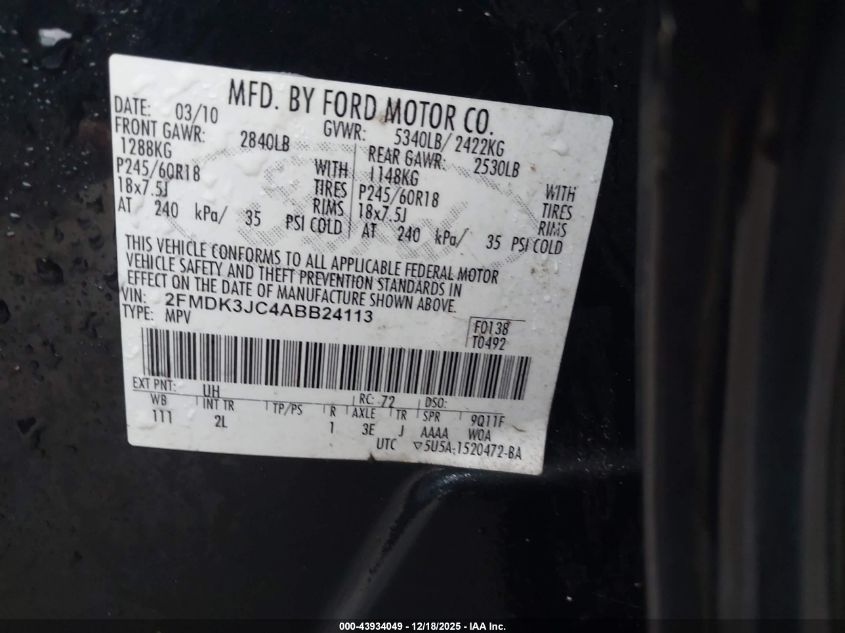 MFD. BY FORD MOTOR CO.
DATE: 03/10 GVWR: 5340LB/ 2422KG
FRONT GAWR: 2840LB REAR GAWR: 2530LB
1288KG WITH 1148KG WITH
P245/60R18 TIRES P245/60R18 TIRES
18x7.5J RIMS 18x7.5J RIMS
AT 240 kPa/ 35 PSI COLD AT 240 kPa/ 35 PSI COLD
THIS VEHICLE CONFORMS TO ALL APPLICABLE FEDERAL MOTOR
VEHICLE SAFETY AND THEFT PREVENTION STANDARDS IN
EFFECT ON THE DATE OF MANUFACTURE SHOWN ABOVE.
VIN: 2FMDK3JC4ABB24113
TYPE: MPV
F0138
T0492
EXT PNT: UH RC: 72 DSO:
WB INT TR TP/PS R AXLE TR SPR 9Q11F
111 2L 1 3E J AAAA W0A
UTC ▽5U5A-1520472-BA
000-43934049 — 12/18/2025 - IAA Inc.